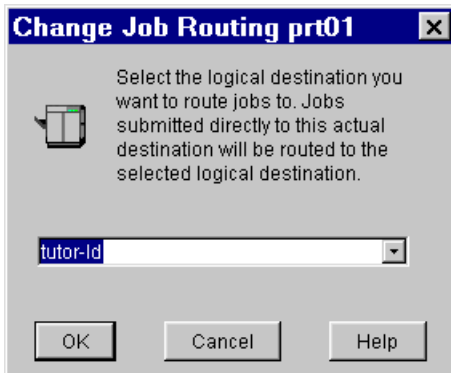 Change Job Routing prt01
Select the logical destination you
want to route jobs to. Jobs
submitted directly to this actual
destination will be routed to the
selected logical destination.
tutor-ld
OK Cancel Help